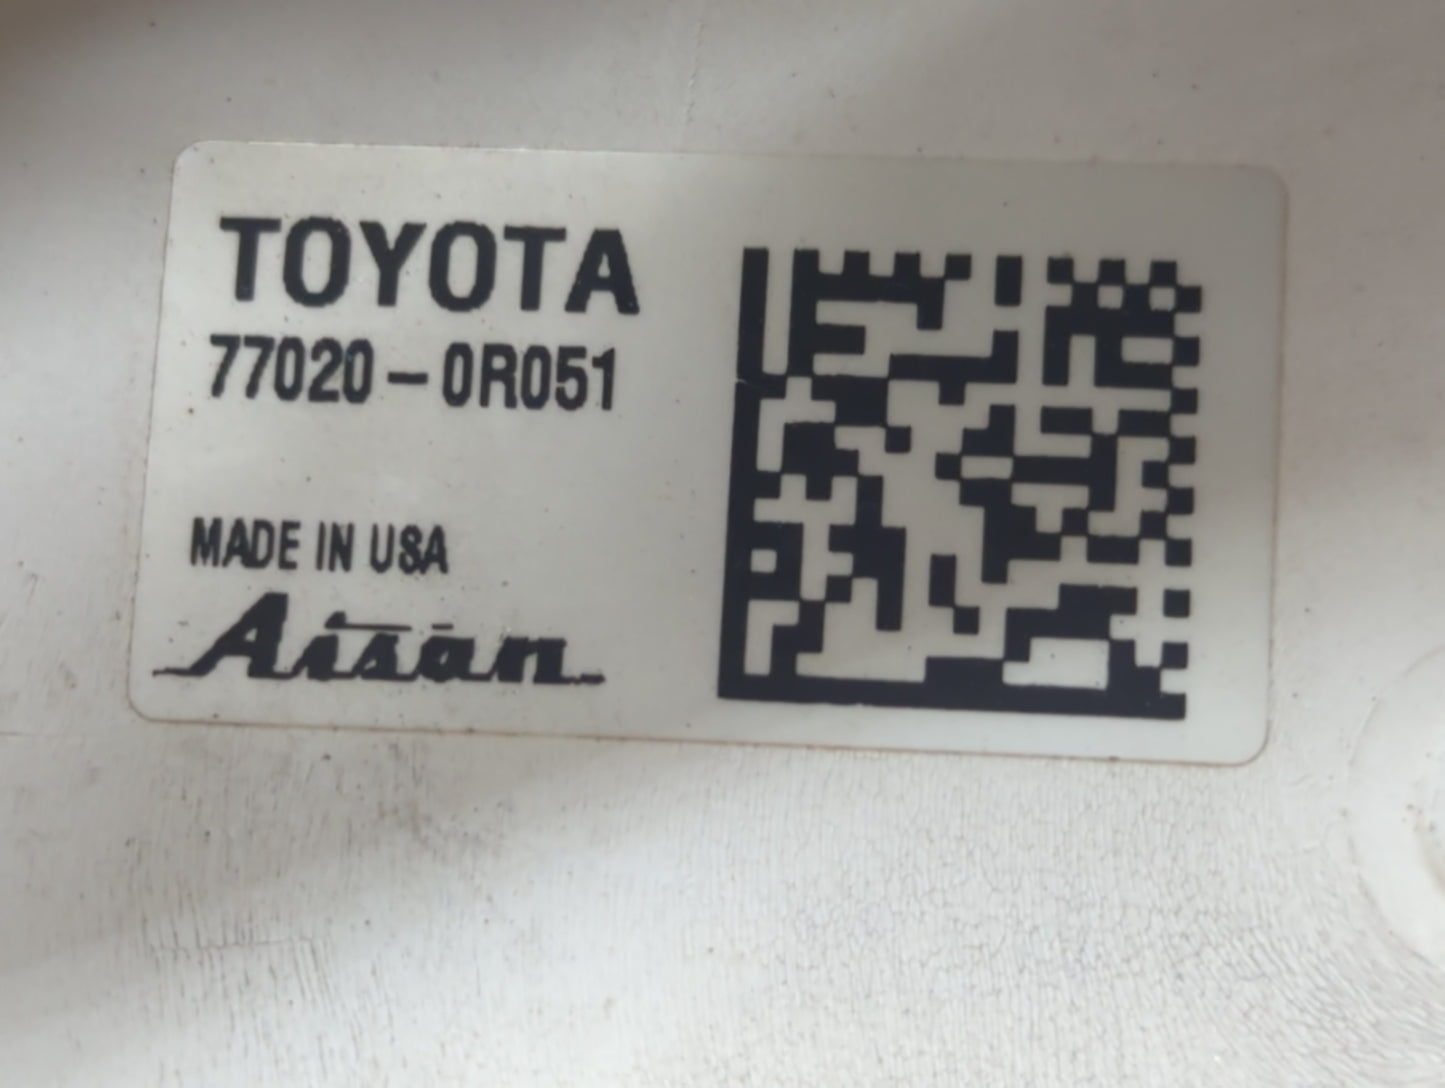 TOYOTA
77020-0R051
MADE IN USA
Aisan